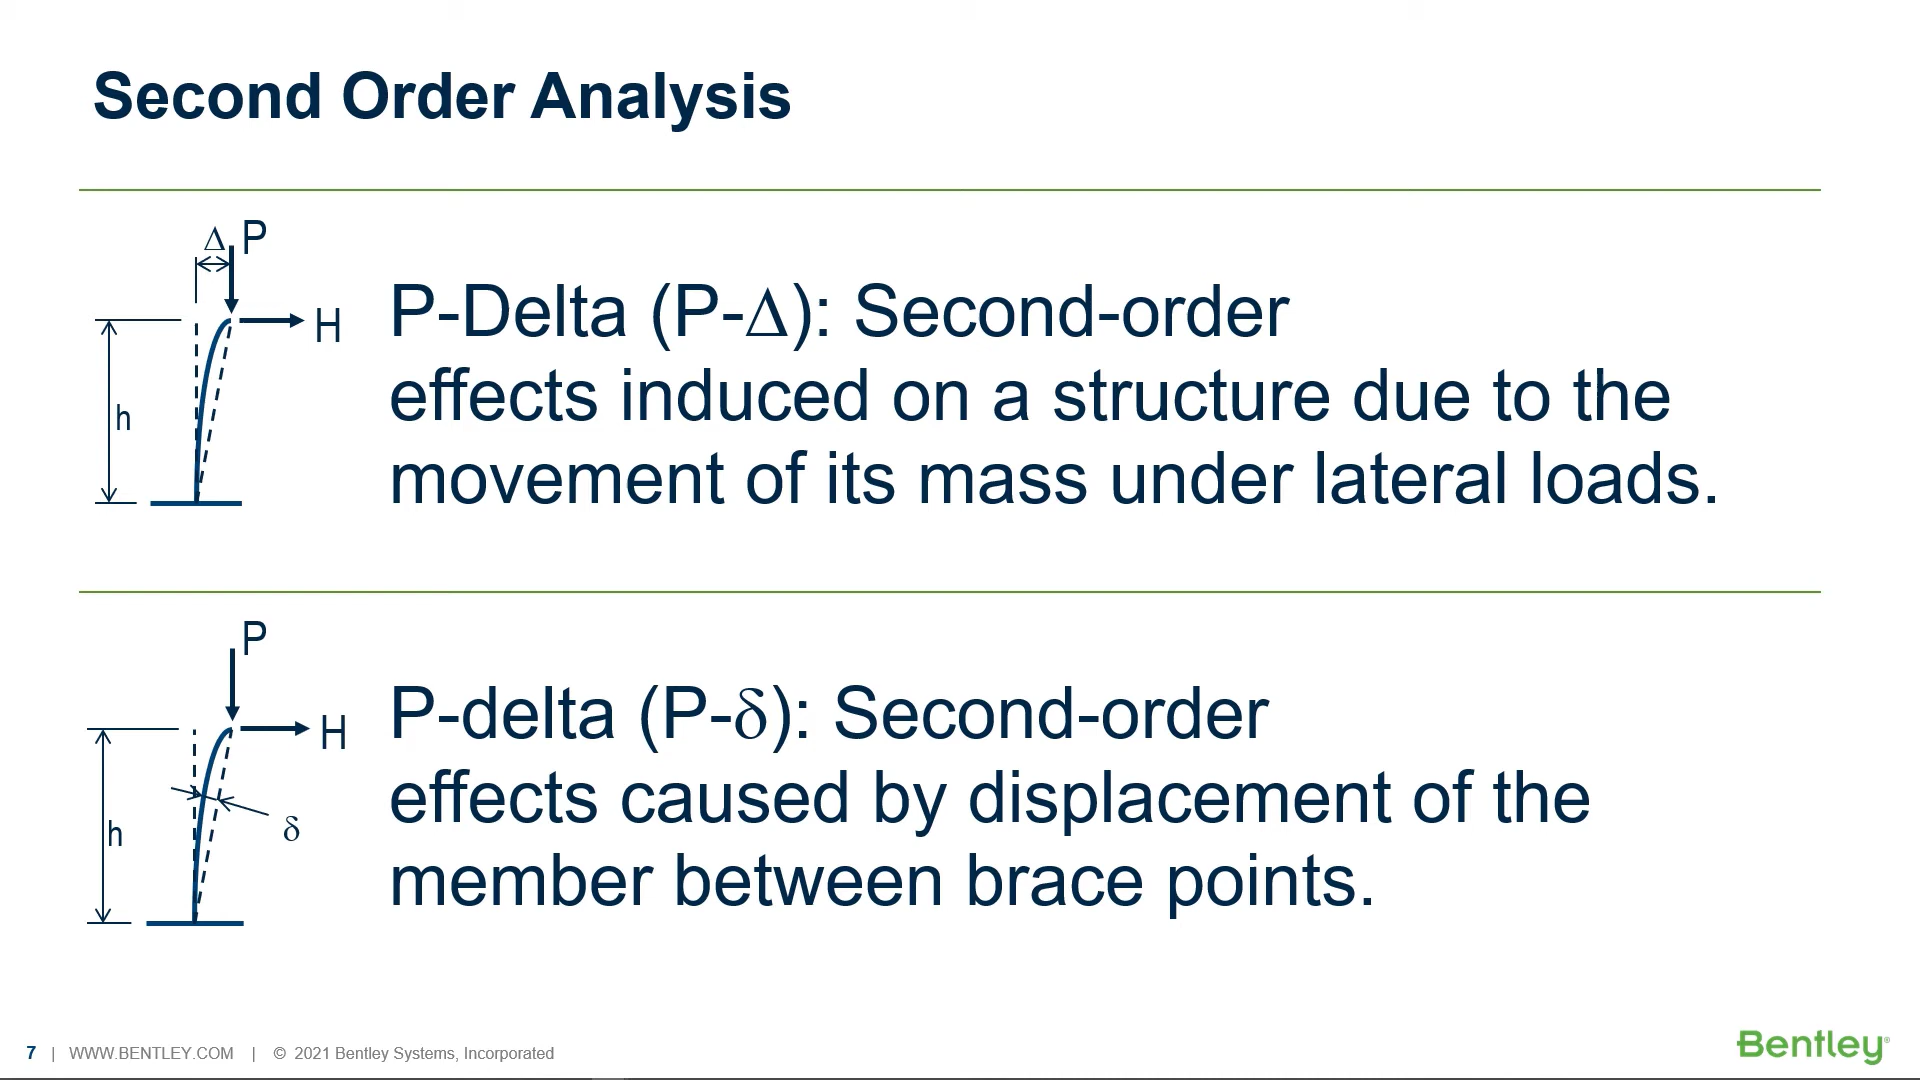 Second Order Analysis
Δ P
H
h
P-Delta (P-Δ): Second-order
effects induced on a structure due to the
movement of its mass under lateral loads.
P
H
h
δ
P-delta (P-δ): Second-order
effects caused by displacement of the
member between brace points.
7 | WWW.BENTLEY.COM | © 2021 Bentley Systems, Incorporated
Bentley®